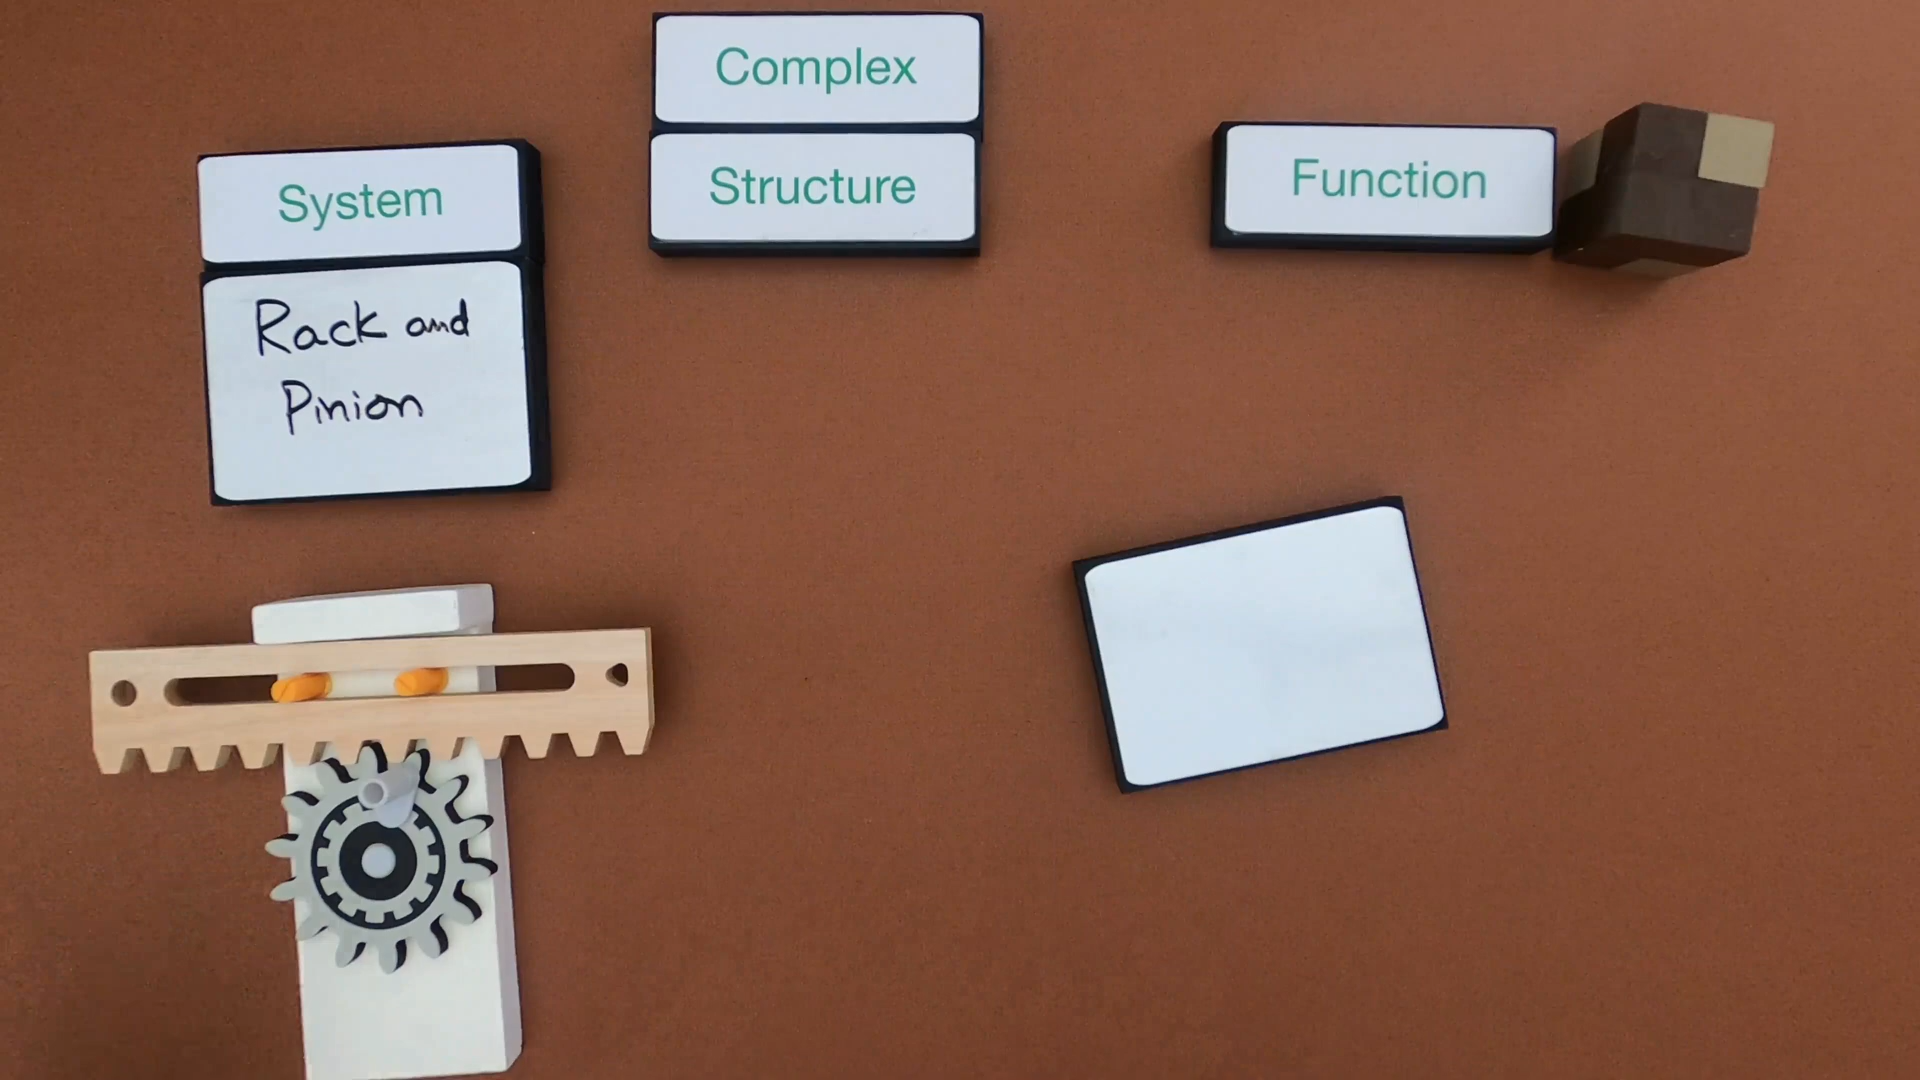 System
Rack and
Pinion
Complex
Structure
Function